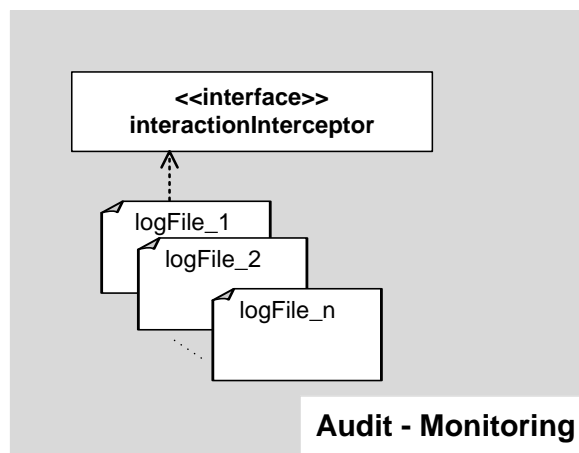 <<interface>>
interactionInterceptor
logFile_1
logFile_2
logFile_n
Audit - Monitoring